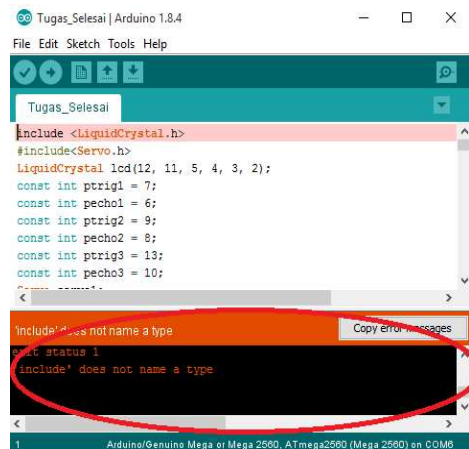 Tugas_Selesai | Arduino 1.8.4
File Edit Sketch Tools Help
Tugas_Selesai
include <LiquidCrystal.h>
#include<Servo.h>
LiquidCrystal lcd(12, 11, 5, 4, 3, 2);
const int ptrig1 = 7;
const int pecho1 = 6;
const int ptrig2 = 9;
const int pecho2 = 8;
const int ptrig3 = 13;
const int pecho3 = 10;
'include' does not name a type
Copy error messages
exit status 1
'include' does not name a type
1
Arduino/Genuino Mega or Mega 2560, ATmega2560 (Mega 2560) on COM6